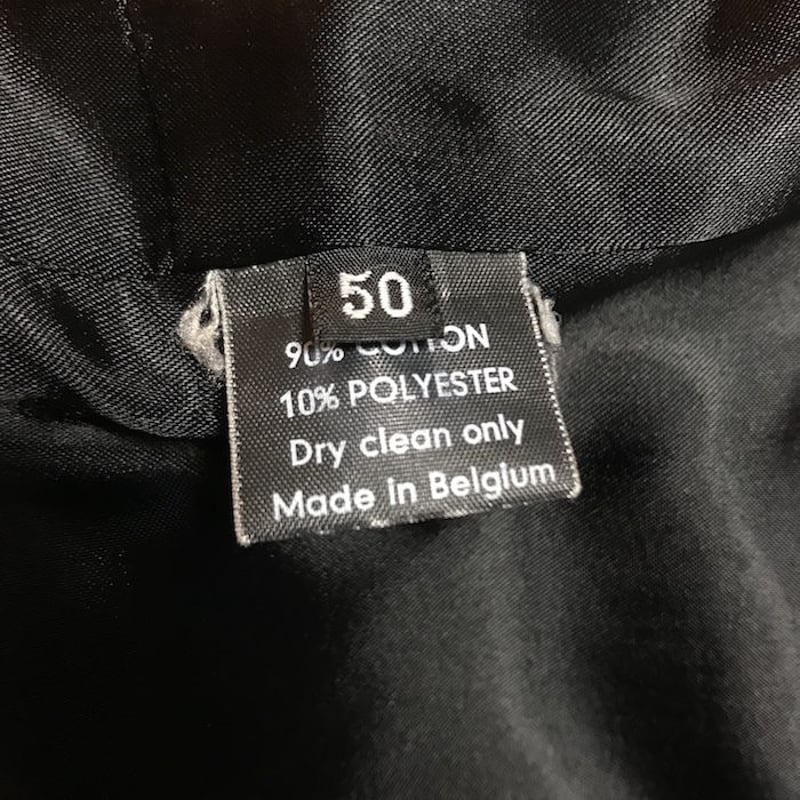 50
90% COTTON
10% POLYESTER
Dry clean only
Made in Belgium